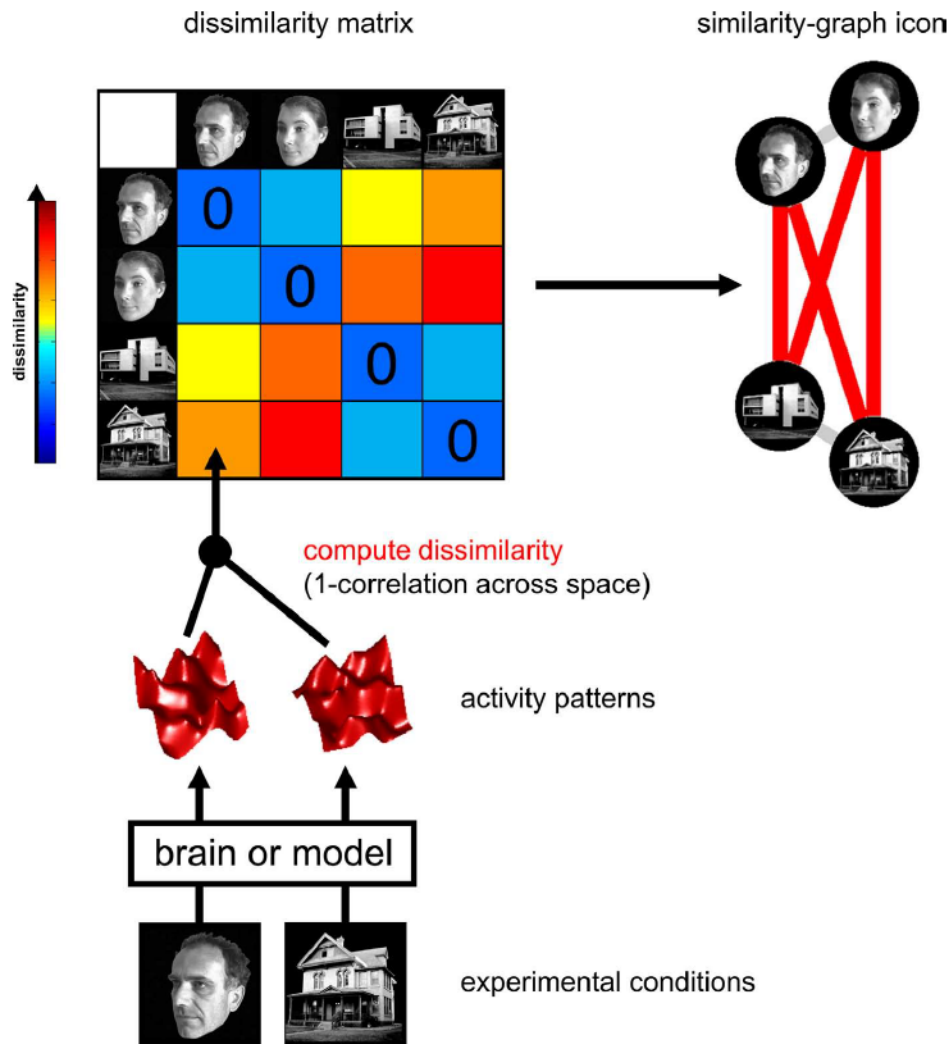 dissimilarity matrix
similarity-graph icon
dissimilarity
0
0
0
0
compute dissimilarity
(1-correlation across space)
activity patterns
brain or model
experimental conditions